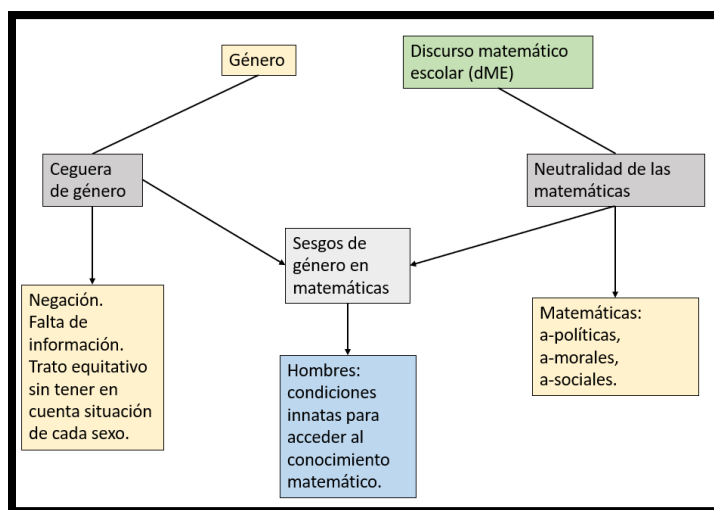 Género
Discurso matemático
escolar (dME)
Ceguera
de género
Neutralidad de las
matemáticas
Sesgos de
género en
matemáticas
Negación.
Falta de
información.
Trato equitativo
sin tener en
cuenta situación
de cada sexo.
Matemáticas:
a-políticas,
a-morales,
a-sociales.
Hombres:
condiciones
innatas para
acceder al
conocimiento
matemático.